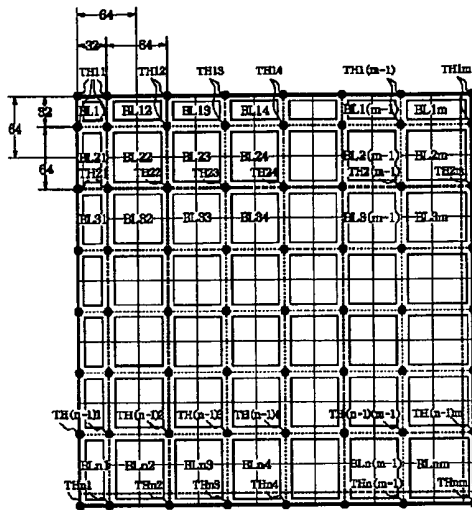 64
32 64
TH11 TH12 TH13 TH14 TH1(m-1) TH1m
32
64
64
BL1 BL12 BL13 BL14 BL1(m-1) BL1m
BL21 BL22 BL23 BL24 BL2(m-1) BL2m
TH21 TH22 TH23 TH24 TH2(m-1) TH2m
BL31 BL32 BL33 BL34 BL3(m-1) BL3m
TH(n-1)1 TH(n-1)2 TH(n-1)3 TH(n-1)4 TH(n-1)(m-1) TH(n-1)m
BLn1 BLn2 BLn3 BLn4 BLn(m-1) BLnm
THn1 THn2 THn3 THn4 THn(m-1) THnm